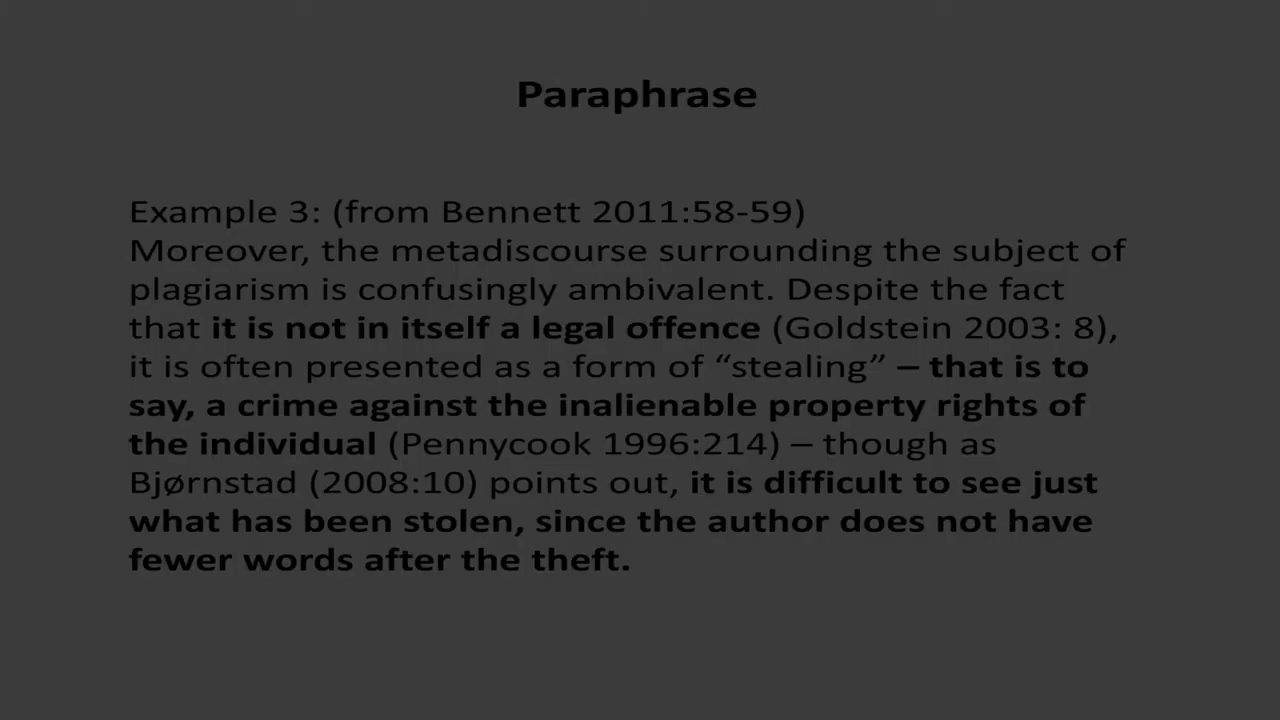 Paraphrase
Example 3: (from Bennett 2011:58-59)
Moreover, the metadiscourse surrounding the subject of
plagiarism is confusingly ambivalent. Despite the fact
that it is not in itself a legal offence (Goldstein 2003: 8),
it is often presented as a form of “stealing” – that is to
say, a crime against the inalienable property rights of
the individual (Pennycook 1996:214) – though as
Bjørnstad (2008:10) points out, it is difficult to see just
what has been stolen, since the author does not have
fewer words after the theft.